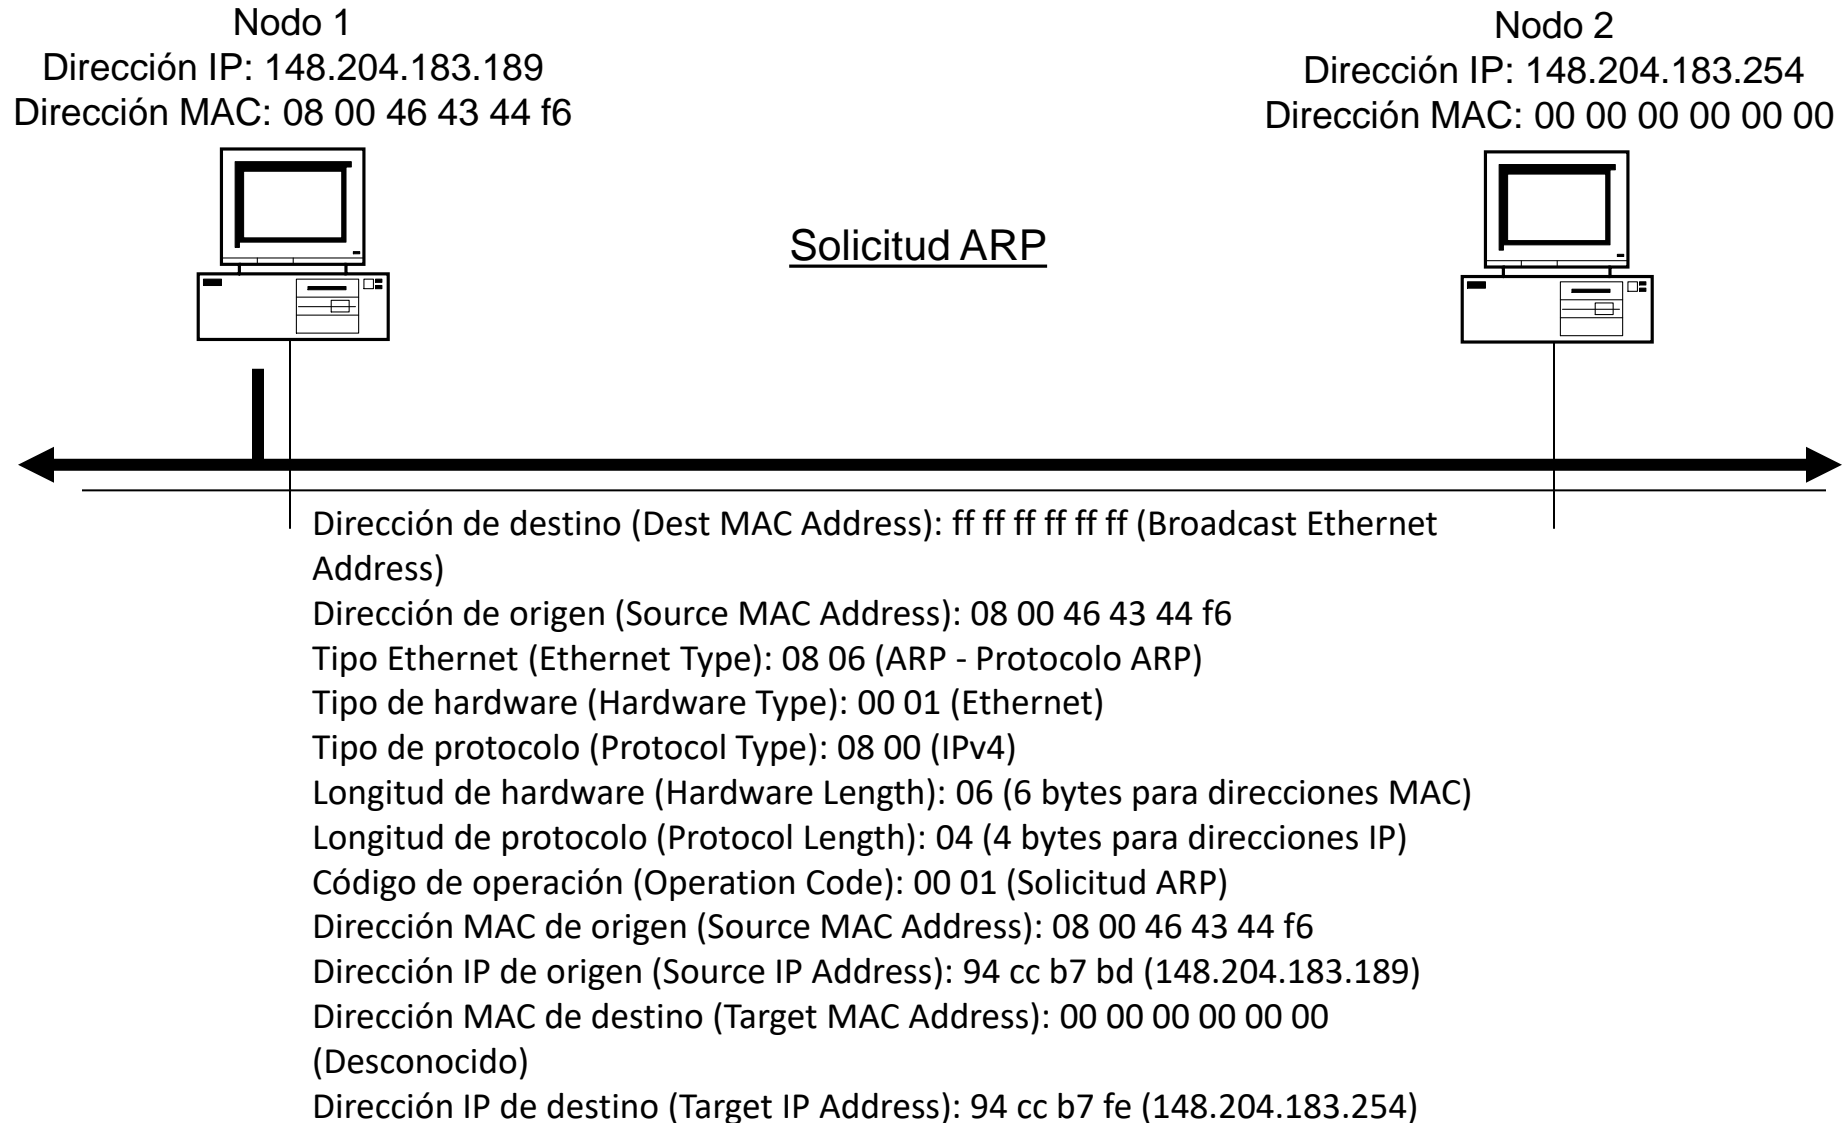 Nodo 1
Dirección IP: 148.204.183.189
Dirección MAC: 08 00 46 43 44 f6
Nodo 2
Dirección IP: 148.204.183.254
Dirección MAC: 00 00 00 00 00 00
Solicitud ARP
Dirección de destino (Dest MAC Address): ff ff ff ff ff ff (Broadcast Ethernet
Address)
Dirección de origen (Source MAC Address): 08 00 46 43 44 f6
Tipo Ethernet (Ethernet Type): 08 06 (ARP - Protocolo ARP)
Tipo de hardware (Hardware Type): 00 01 (Ethernet)
Tipo de protocolo (Protocol Type): 08 00 (IPv4)
Longitud de hardware (Hardware Length): 06 (6 bytes para direcciones MAC)
Longitud de protocolo (Protocol Length): 04 (4 bytes para direcciones IP)
Código de operación (Operation Code): 00 01 (Solicitud ARP)
Dirección MAC de origen (Source MAC Address): 08 00 46 43 44 f6
Dirección IP de origen (Source IP Address): 94 cc b7 bd (148.204.183.189)
Dirección MAC de destino (Target MAC Address): 00 00 00 00 00 00
(Desconocido)
Dirección IP de destino (Target IP Address): 94 cc b7 fe (148.204.183.254)